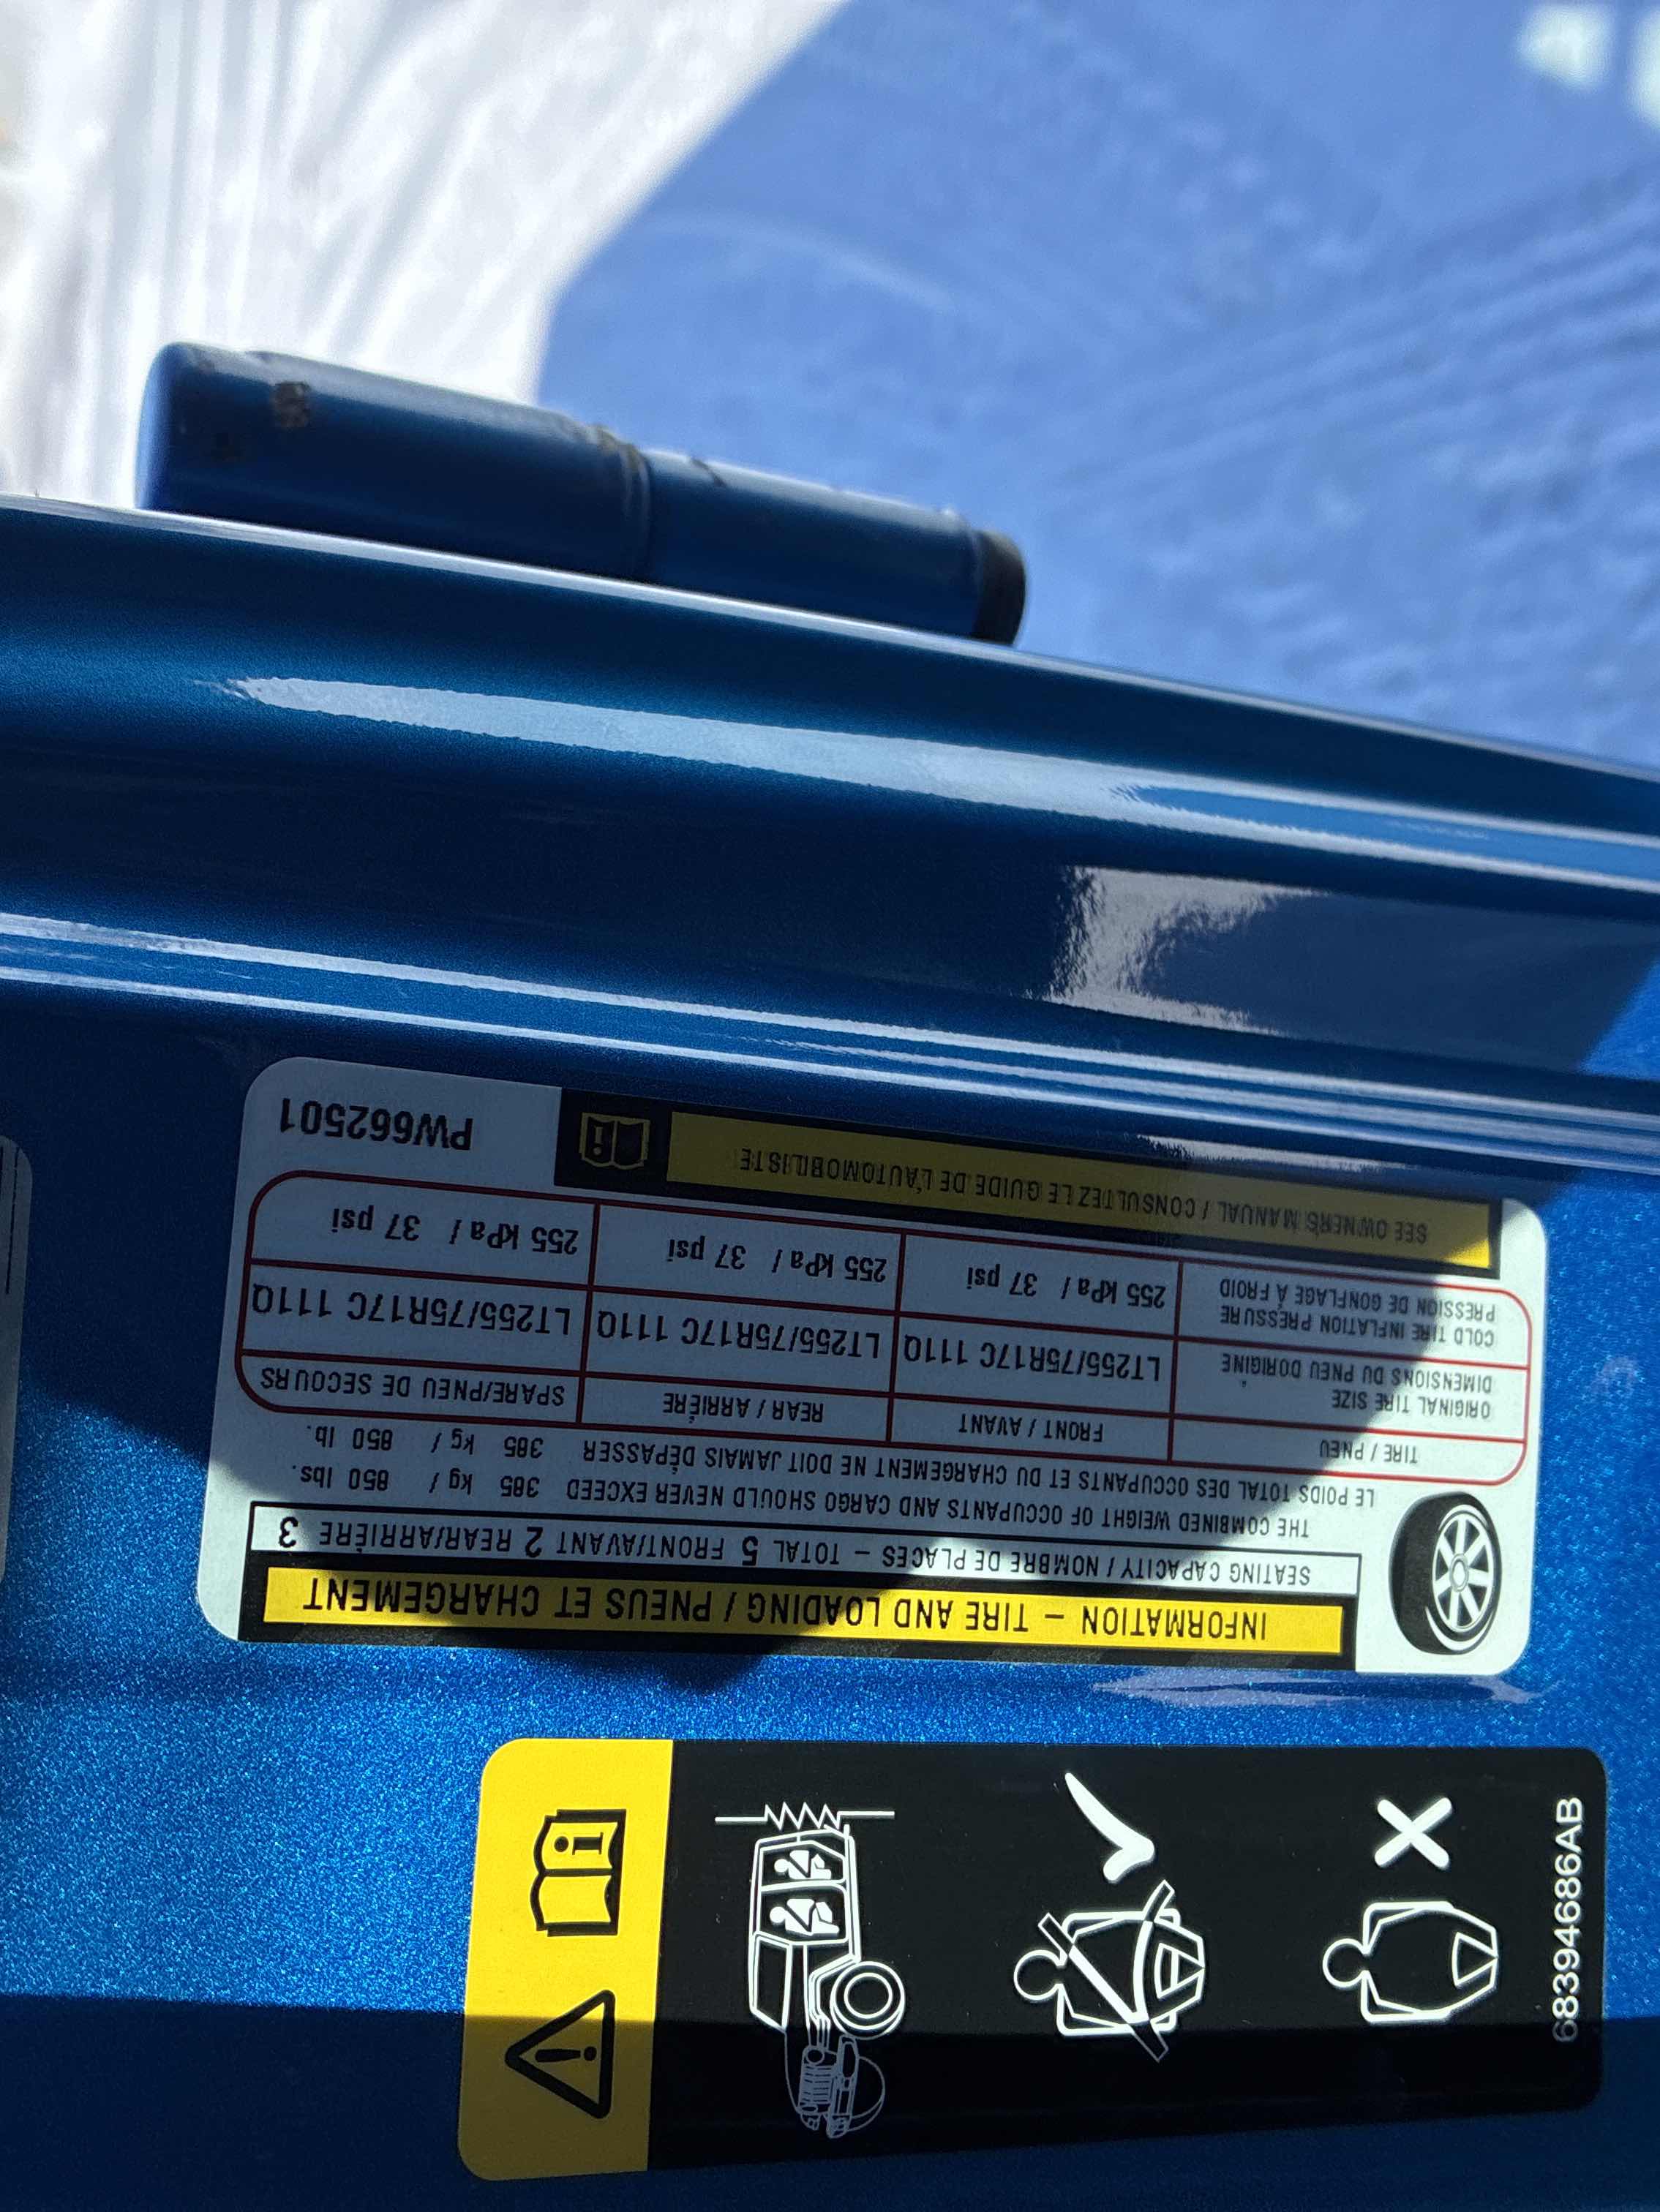 INFORMATION – TIRE AND LOADING / PNEUS ET CHARGEMENT
SEATING CAPACITY / NOMBRE DE PLACES – TOTAL 5 FRONT/AVANT 2 REAR/ARRIÈRE 3
THE COMBINED WEIGHT OF OCCUPANTS AND CARGO SHOULD NEVER EXCEED 385 kg / 850 lbs.
LE POIDS TOTAL DES OCCUPANTS ET DU CHARGEMENT NE DOIT JAMAIS DÉPASSER 385 kg / 850 lb.
TIRE / PNEU FRONT / AVANT REAR / ARRIÈRE SPARE/PNEU DE SECOURS
ORIGINAL TIRE SIZE
DIMENSIONS DU PNEU D'ORIGINE
LT255/75R17C 111Q LT255/75R17C 111Q LT255/75R17C 111Q
COLD TIRE INFLATION PRESSURE
PRESSION DE GONFLAGE À FROID
255 kPa / 37 psi 255 kPa / 37 psi 255 kPa / 37 psi
SEE OWNERS MANUAL / CONSULTEZ LE GUIDE DE L'AUTOMOBILISTE
PW662501
68394686AB